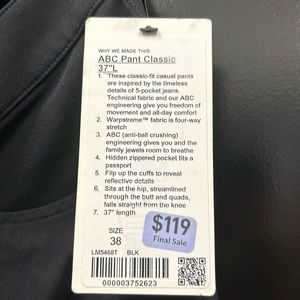 WHY WE MADE THIS
ABC Pant Classic
37"L
1. These classic-fit casual pants
are inspired by the timeless
details of 5-pocket jeans.
Technical fabric and our ABC
engineering give you freedom of
movement and all-day comfort
2. Warpstreme™ fabric is four-way
stretch
3. ABC (anti-ball crushing)
engineering gives you and the
family jewels room to breathe
4. Hidden zippered pocket fits a
passport
5. Flip up the cuffs to reveal
reflective details
6. Sits at the hip, streamlined
through the butt and quads,
falls straight from the knee
7. 37" length
$119
Final Sale
SIZE
38
LM5468T BLK
000003752623